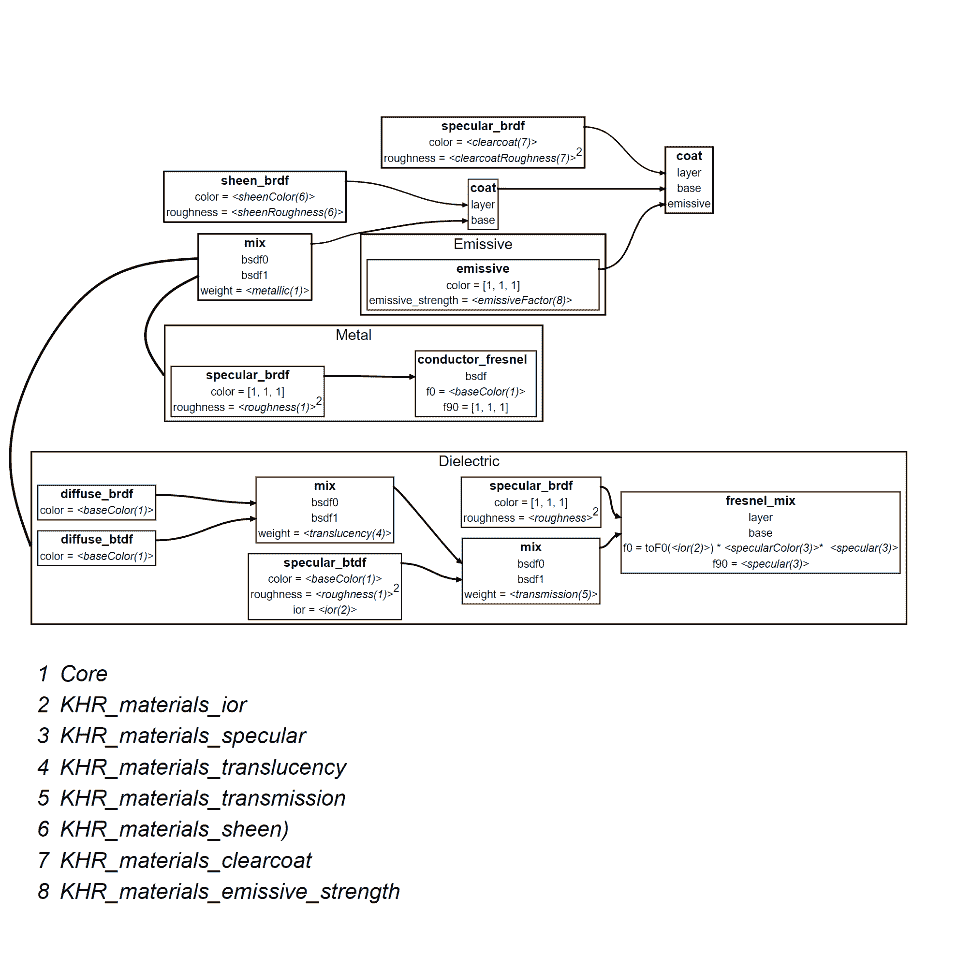 specular_brdf
color = <clearcoat(7)>
roughness = <clearcoatRoughness(7)>2
coat
layer
base
emissive
sheen_brdf
color = <sheenColor(6)>
roughness = <sheenRoughness(6)>
coat
layer
base
mix
bsdf0
bsdf1
weight = <metallic(1)>
Emissive
emissive
color = [1, 1, 1]
emissive_strength = <emissiveFactor(8)>
Metal
specular_brdf
color = [1, 1, 1]
roughness = <roughness(1)>2
conductor_fresnel
bsdf
f0 = <baseColor(1)>
f90 = [1, 1, 1]
Dielectric
diffuse_brdf
color = <baseColor(1)>
diffuse_btdf
color = <baseColor(1)>
mix
bsdf0
bsdf1
weight = <translucency(4)>
specular_btdf
color = <baseColor(1)>
roughness = <roughness(1)>2
ior = <ior(2)>
specular_brdf
color = [1, 1, 1]
roughness = <roughness>2
mix
bsdf0
bsdf1
weight = <transmission(5)>
fresnel_mix
layer
base
f0 = toF0(<ior(2)>) * <specularColor(3)>* <specular(3)>
f90 = <specular(3)>
1 Core
2 KHR_materials_ior
3 KHR_materials_specular
4 KHR_materials_translucency
5 KHR_materials_transmission
6 KHR_materials_sheen)
7 KHR_materials_clearcoat
8 KHR_materials_emissive_strength